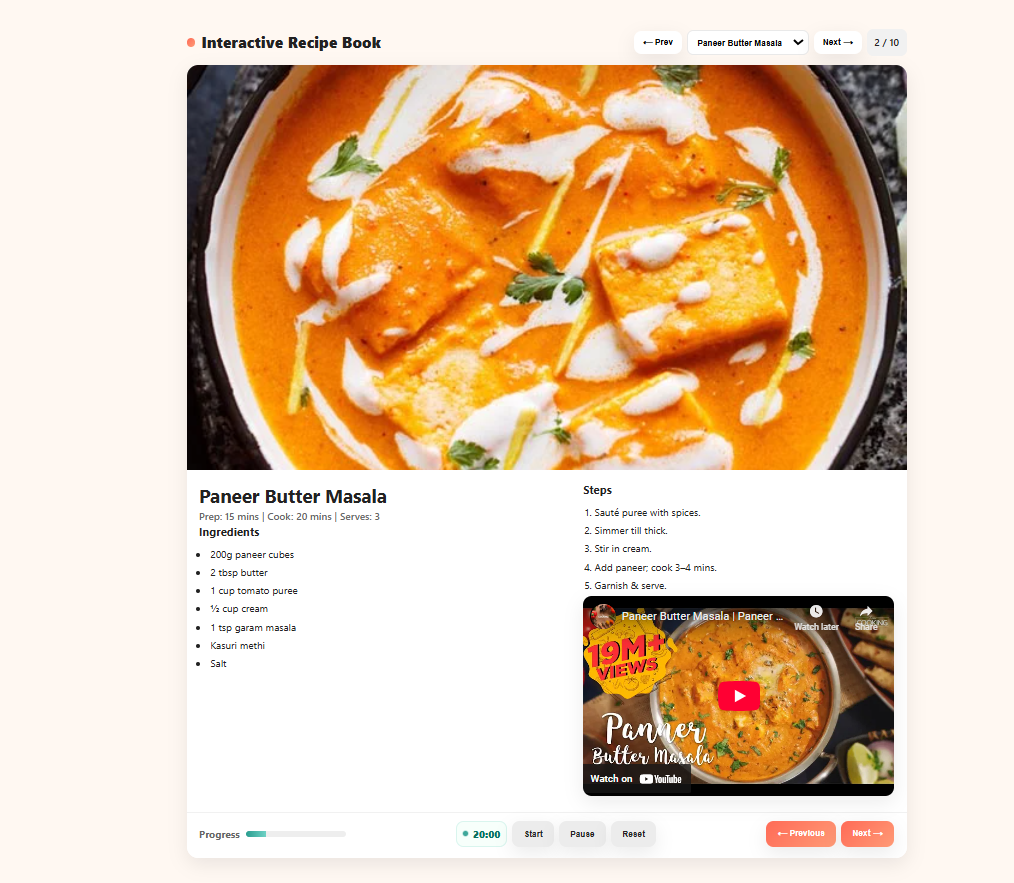 Interactive Recipe Book
← Prev
Paneer Butter Masala
Next →
2 / 10
Paneer Butter Masala
Prep: 15 mins | Cook: 20 mins | Serves: 3
Ingredients
200g paneer cubes
2 tbsp butter
1 cup tomato puree
½ cup cream
1 tsp garam masala
Kasuri methi
Salt
Steps
1. Sauté puree with spices.
2. Simmer till thick.
3. Stir in cream.
4. Add paneer; cook 3–4 mins.
5. Garnish & serve.
Paneer Butter Masala | Paneer ...
Watch later
Share
COOKING
19M+
VIEWS
Panner
Butter Masala
Watch on YouTube
Progress
20:00
Start
Pause
Reset
← Previous
Next →